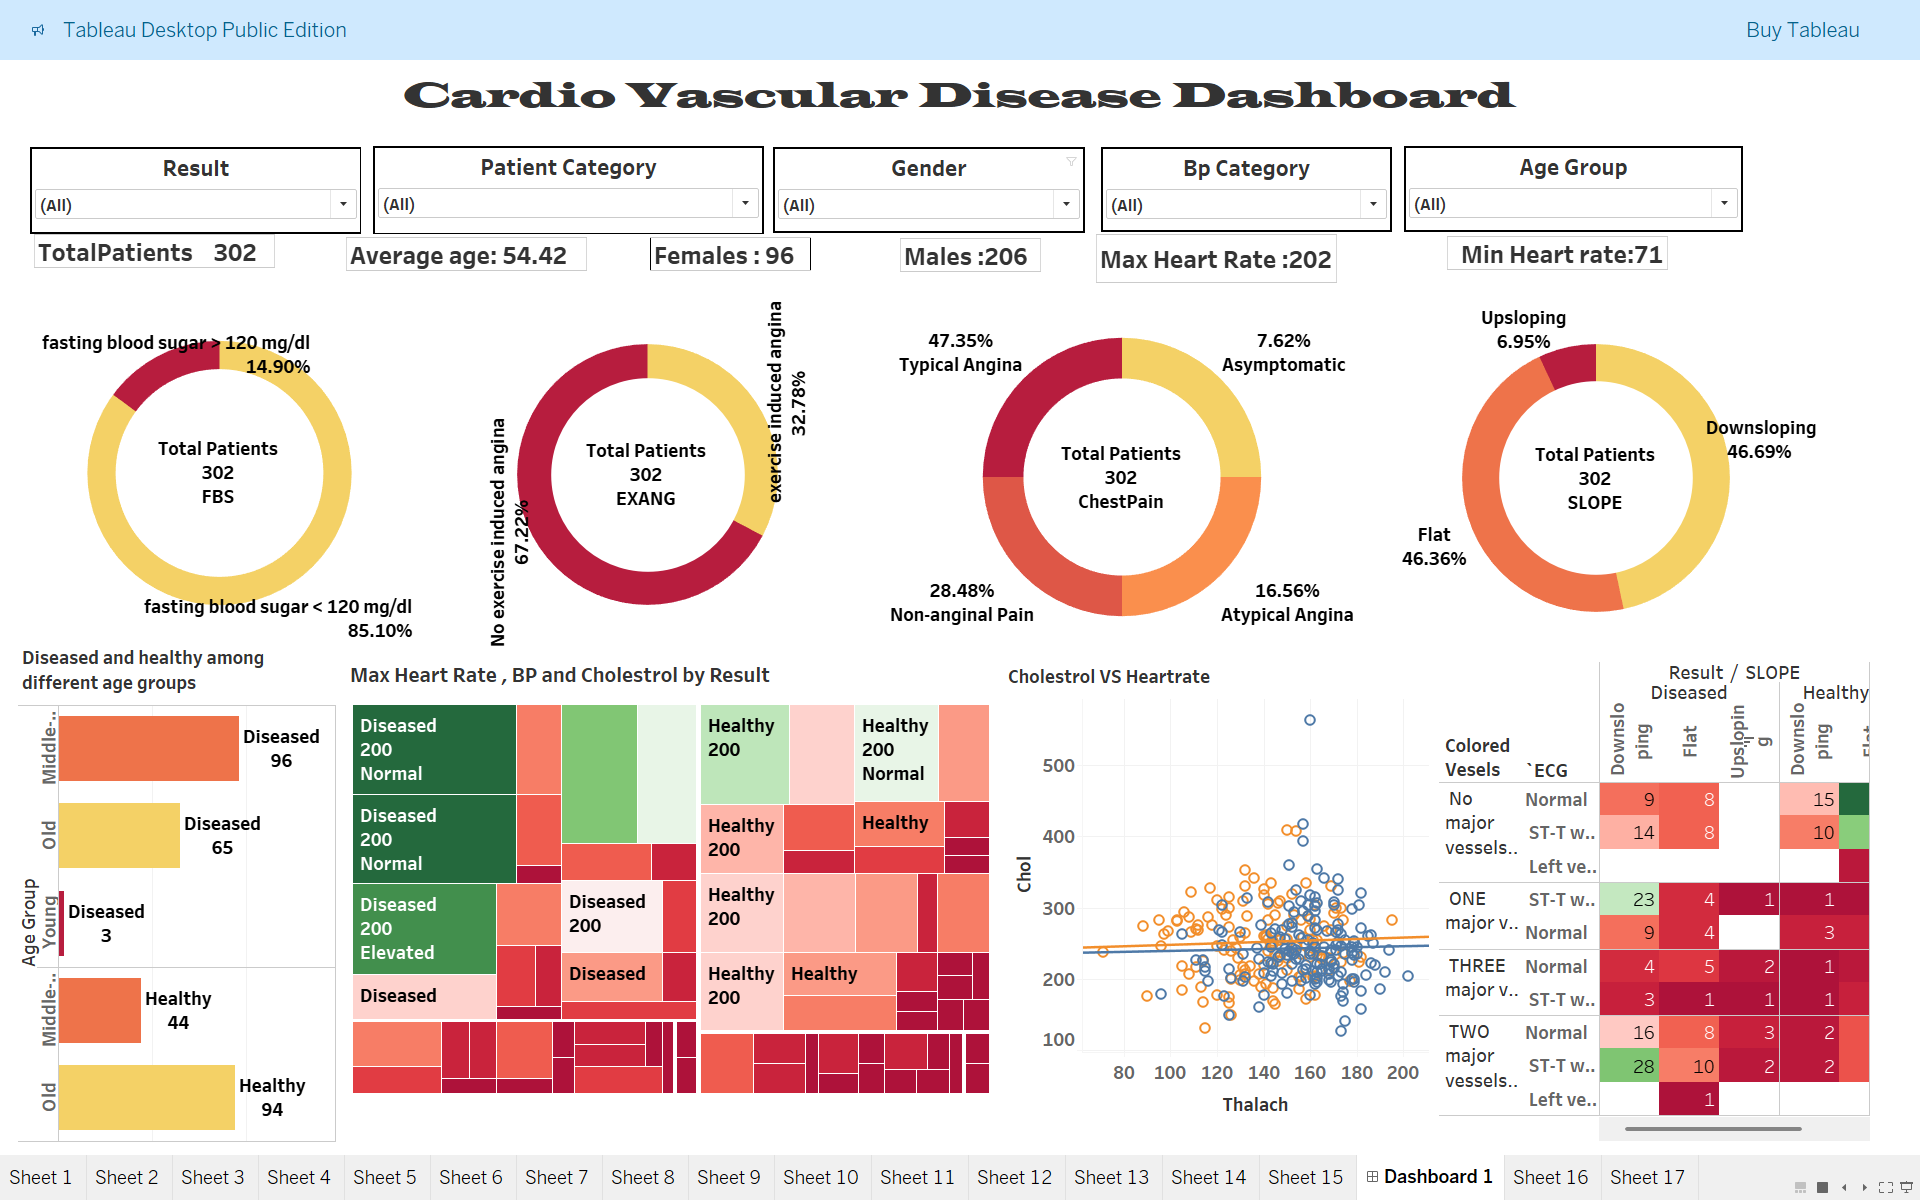 Tableau Desktop Public Edition
Buy Tableau
Cardio Vascular Disease Dashboard
Result
(All)
Patient Category
(All)
Gender
(All)
Bp Category
(All)
Age Group
(All)
TotalPatients 302
Average age: 54.42
Females : 96
Males :206
Max Heart Rate :202
Min Heart rate:71
fasting blood sugar > 120 mg/dl
14.90%
Total Patients
302
FBS
fasting blood sugar < 120 mg/dl
85.10%
exercise induced angina
32.78%
Total Patients
302
EXANG
No exercise induced angina
67.22%
47.35%
Typical Angina
7.62%
Asymptomatic
Total Patients
302
ChestPain
28.48%
Non-anginal Pain
16.56%
Atypical Angina
Upsloping
6.95%
Downsloping
46.69%
Total Patients
302
SLOPE
Flat
46.36%
Diseased and healthy among
different age groups
Age Group
Middle-..
Diseased
96
Old
Diseased
65
Young
Diseased
3
Middle-..
Healthy
44
Old
Healthy
94
Max Heart Rate , BP and Cholestrol by Result
Diseased
200
Normal
Diseased
200
Normal
Diseased
200
Elevated
Diseased
Diseased
200
Diseased
Healthy
200
Healthy
200
Normal
Healthy
200
Healthy
Healthy
200
Healthy
200
Healthy
Cholestrol VS Heartrate
Chol
500
400
300
200
100
80 100 120 140 160 180 200
Thalach
Result / SLOPE
Diseased Healthy
Colored
Vesels
`ECG
Downslo
ping
Flat
Upslopin
g
Downslo
ping
Flat
No
major
vessels..
Normal 9 8 15
ST-T w.. 14 8 10
Left ve..
ONE
major v..
ST-T w.. 23 4 1 1
Normal 9 4 3
THREE
major v..
Normal 4 5 2 1
ST-T w.. 3 1 1 1
TWO
major
vessels..
Normal 16 8 3 2
ST-T w.. 28 10 2 2
Left ve.. 1
Sheet 1 Sheet 2 Sheet 3 Sheet 4 Sheet 5 Sheet 6 Sheet 7 Sheet 8 Sheet 9 Sheet 10 Sheet 11 Sheet 12 Sheet 13 Sheet 14 Sheet 15 Dashboard 1 Sheet 16 Sheet 17